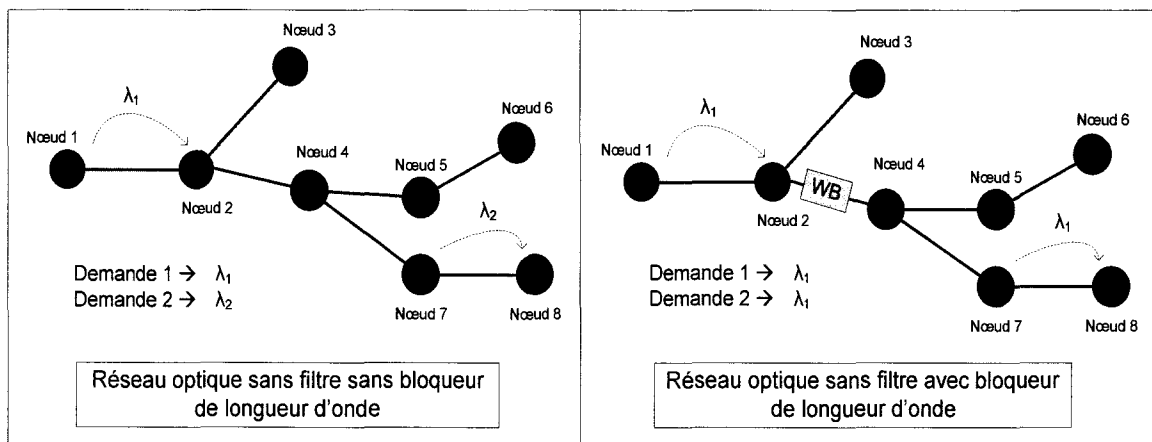 Nœud 3
λ₁
Nœud 1
Nœud 2
Nœud 4
Nœud 5
Nœud 6
λ₂
Nœud 7
Nœud 8
Demande 1 → λ₁
Demande 2 → λ₂
Réseau optique sans filtre sans bloqueur
de longueur d'onde
Nœud 3
λ₁
Nœud 1
Nœud 2
WB
Nœud 4
Nœud 5
Nœud 6
λ₁
Nœud 7
Nœud 8
Demande 1 → λ₁
Demande 2 → λ₁
Réseau optique sans filtre avec bloqueur
de longueur d'onde